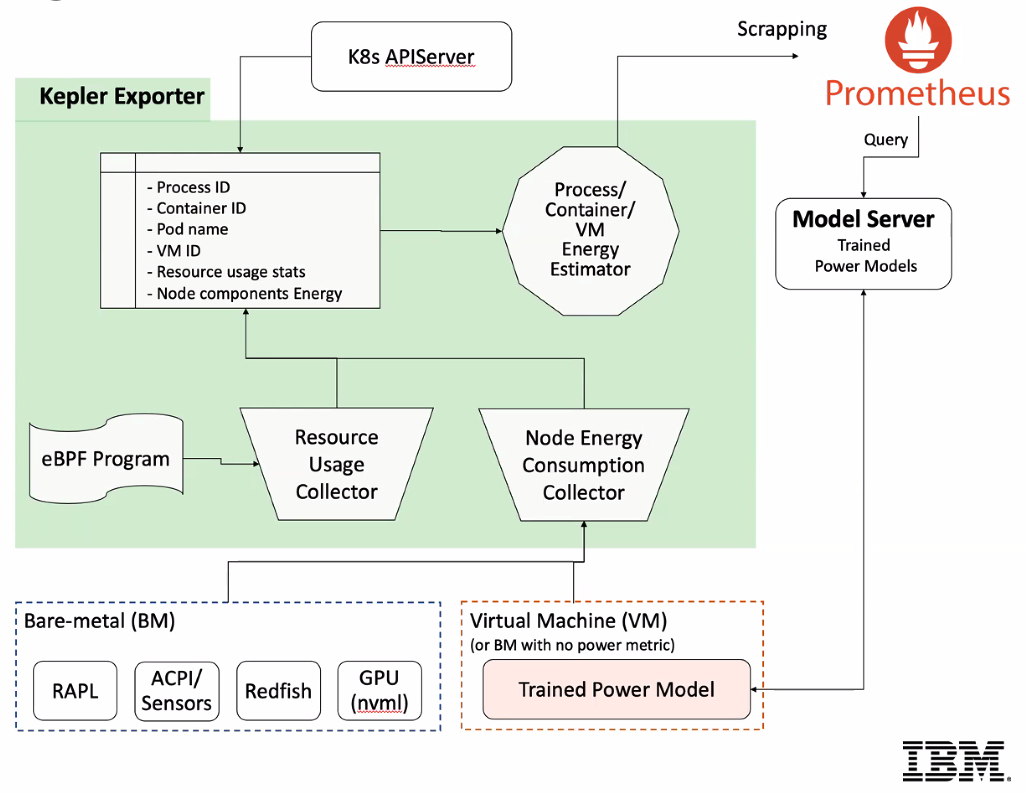 K8s APIServer
Scrapping
Prometheus
Kepler Exporter
Query
- Process ID
- Container ID
- Pod name
- VM ID
- Resource usage stats
- Node components Energy
Process/
Container/
VM
Energy
Estimator
Model Server
Trained
Power Models
eBPF Program
Resource
Usage
Collector
Node Energy
Consumption
Collector
Bare-metal (BM)
RAPL
ACPI/
Sensors
Redfish
GPU
(nvml)
Virtual Machine (VM)
(or BM with no power metric)
Trained Power Model
IBM